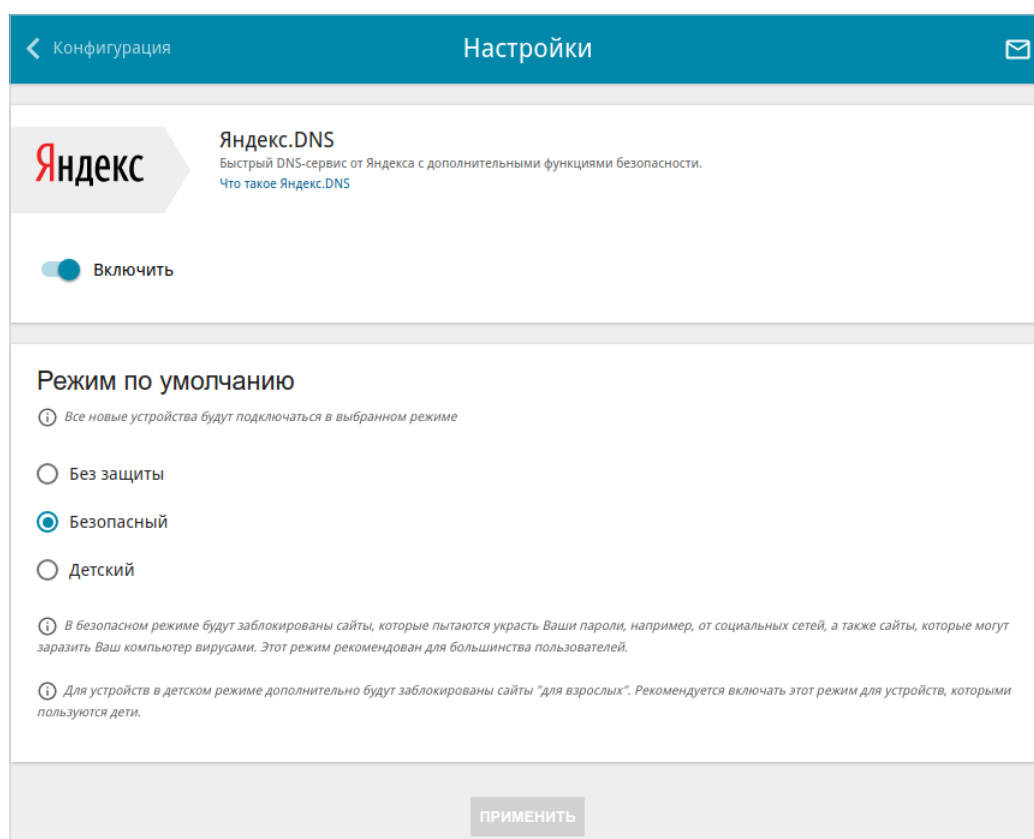 Конфигурация
Настройки
Яндекс
Яндекс.DNS
Быстрый DNS-сервис от Яндекса с дополнительными функциями безопасности.
Что такое Яндекс.DNS
Включить
Режим по умолчанию
Все новые устройства будут подключаться в выбранном режиме
Без защиты
Безопасный
Детский
В безопасном режиме будут заблокированы сайты, которые пытаются украсть Ваши пароли, например, от социальных сетей, а также сайты, которые могут
заразить Ваш компьютер вирусами. Этот режим рекомендован для большинства пользователей.
Для устройств в детском режиме дополнительно будут заблокированы сайты "для взрослых". Рекомендуется включать этот режим для устройств, которыми
пользуются дети.
ПРИМЕНИТЬ